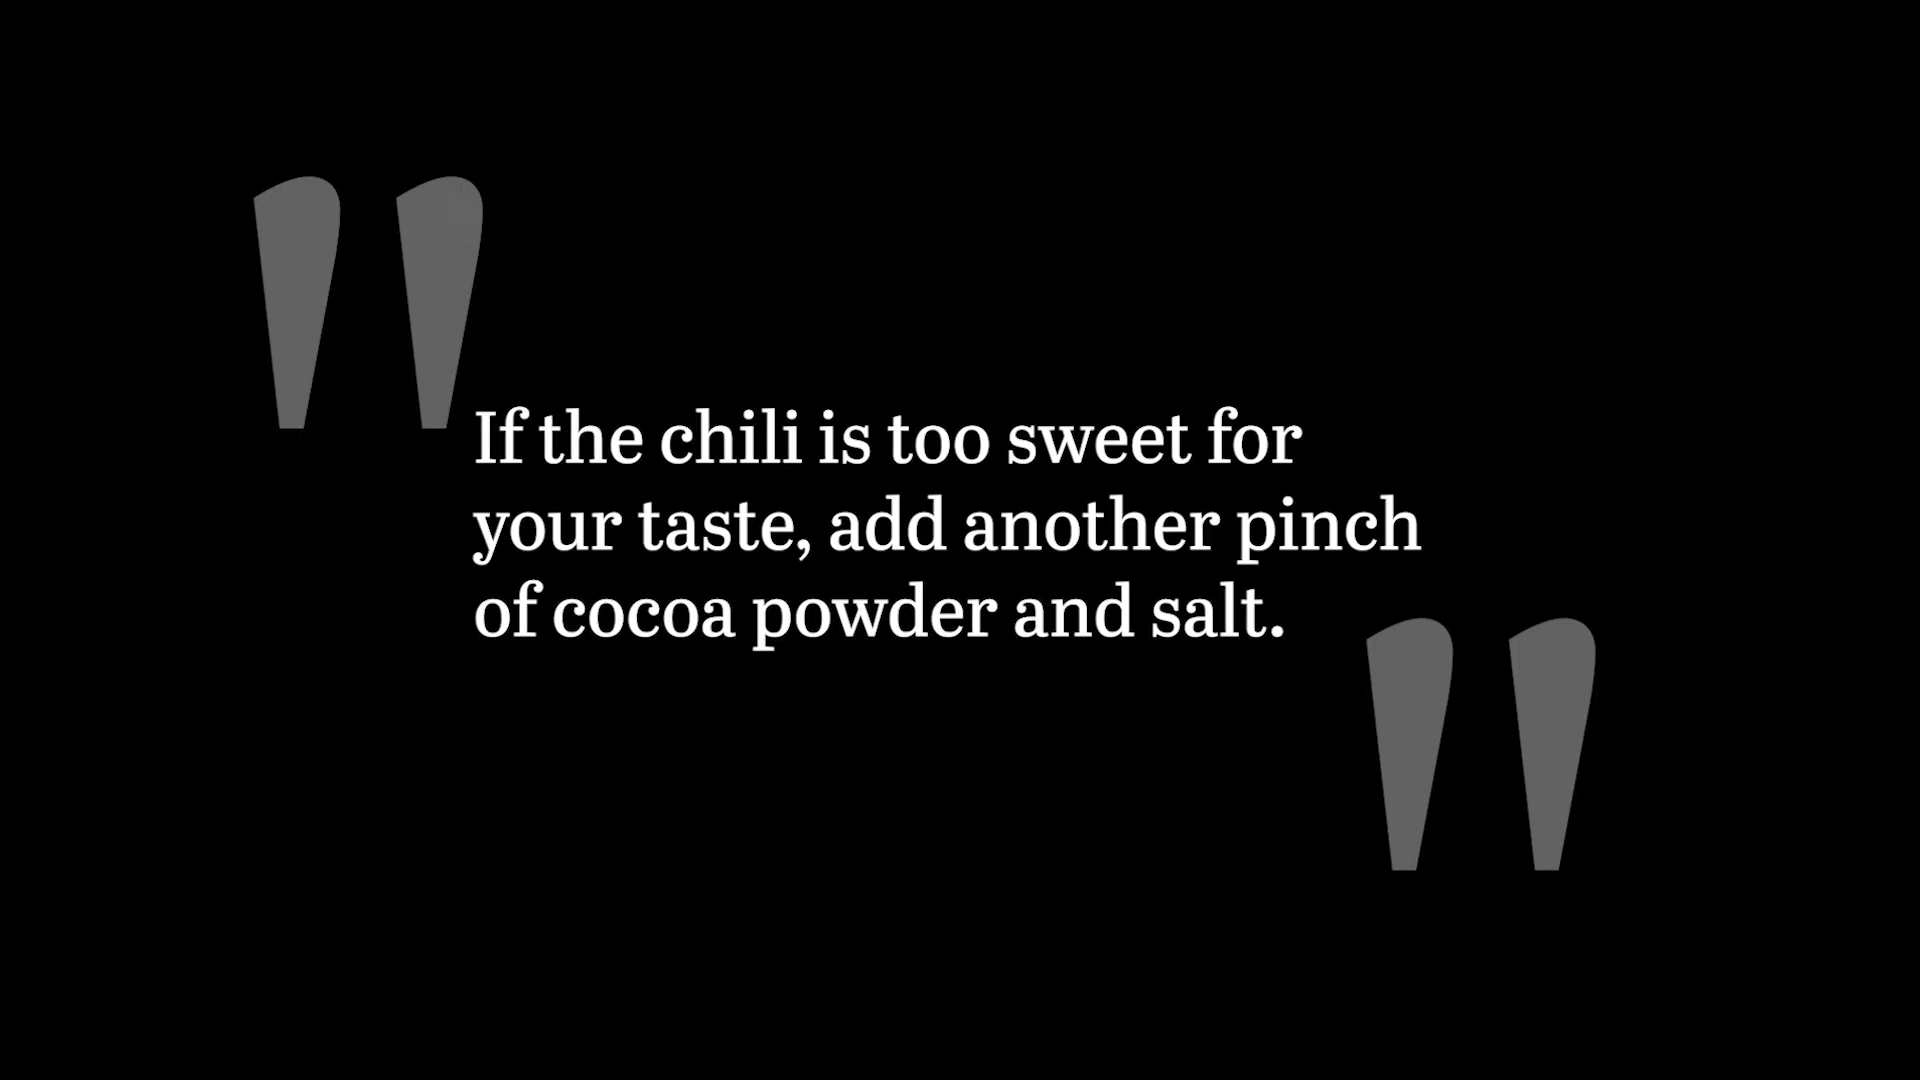 "If the chili is too sweet for
your taste, add another pinch
of cocoa powder and salt."